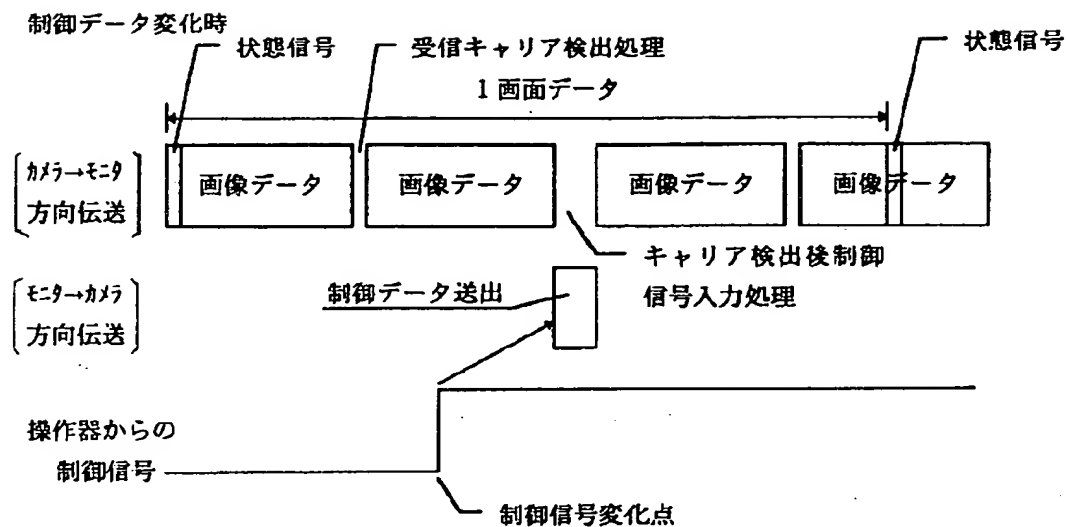 制御データ変化時
状態信号
受信キャリア検出処理
状態信号
1画面データ
カメラ→モニタ
方向伝送
画像データ
画像データ
画像データ
画像データ
キャリア検出後制御
信号入力処理
モニター→カメラ
方向伝送
制御データ送出
操作器からの
制御信号
制御信号変化点